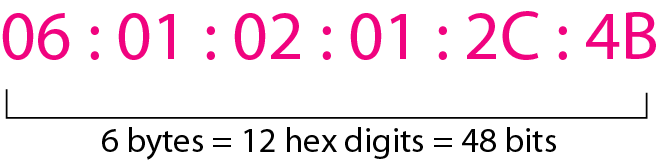 06 : 01 : 02 : 01 : 2C : 4B
6 bytes = 12 hex digits = 48 bits